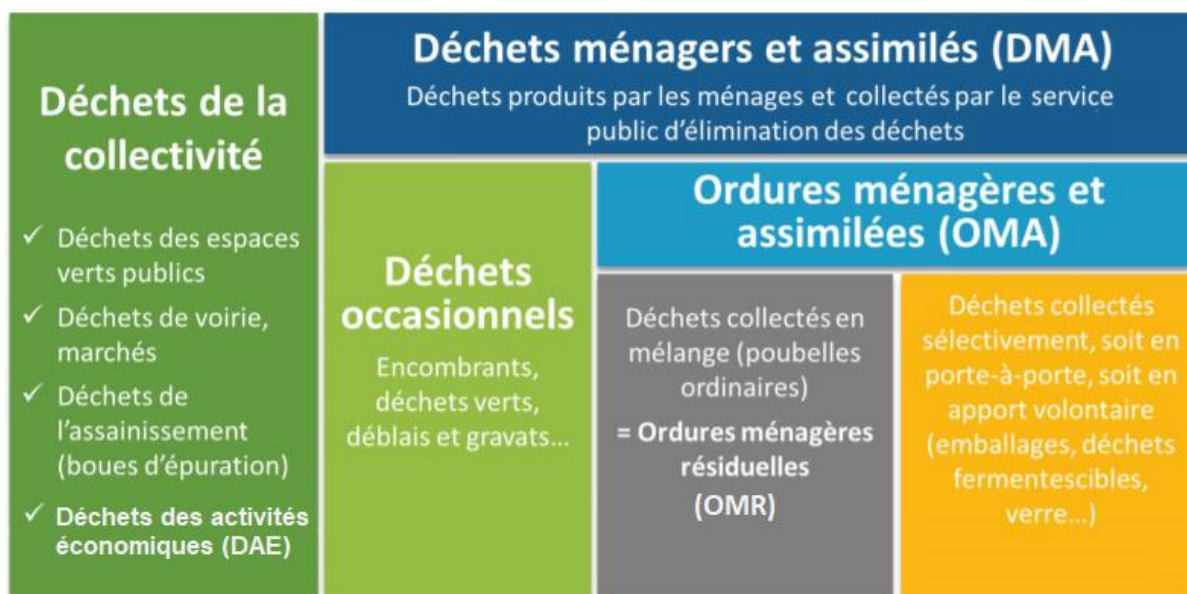 Déchets de la
collectivité
✓ Déchets des espaces
verts publics
✓ Déchets de voirie,
marchés
✓ Déchets de
l'assainissement
(boues d'épuration)
✓ Déchets des activités
économiques (DAE)
Déchets ménagers et assimilés (DMA)
Déchets produits par les ménages et collectés par le service
public d'élimination des déchets
Déchets
occasionnels
Encombrants,
déchets verts,
déblais et gravats...
Ordures ménagères et
assimilées (OMA)
Déchets collectés en
mélange (poubelles
ordinaires)
= Ordures ménagères
résiduelles
(OMR)
Déchets collectés
sélectivement, soit en
porte-à-porte, soit en
apport volontaire
(emballages, déchets
fermentescibles,
verre...)